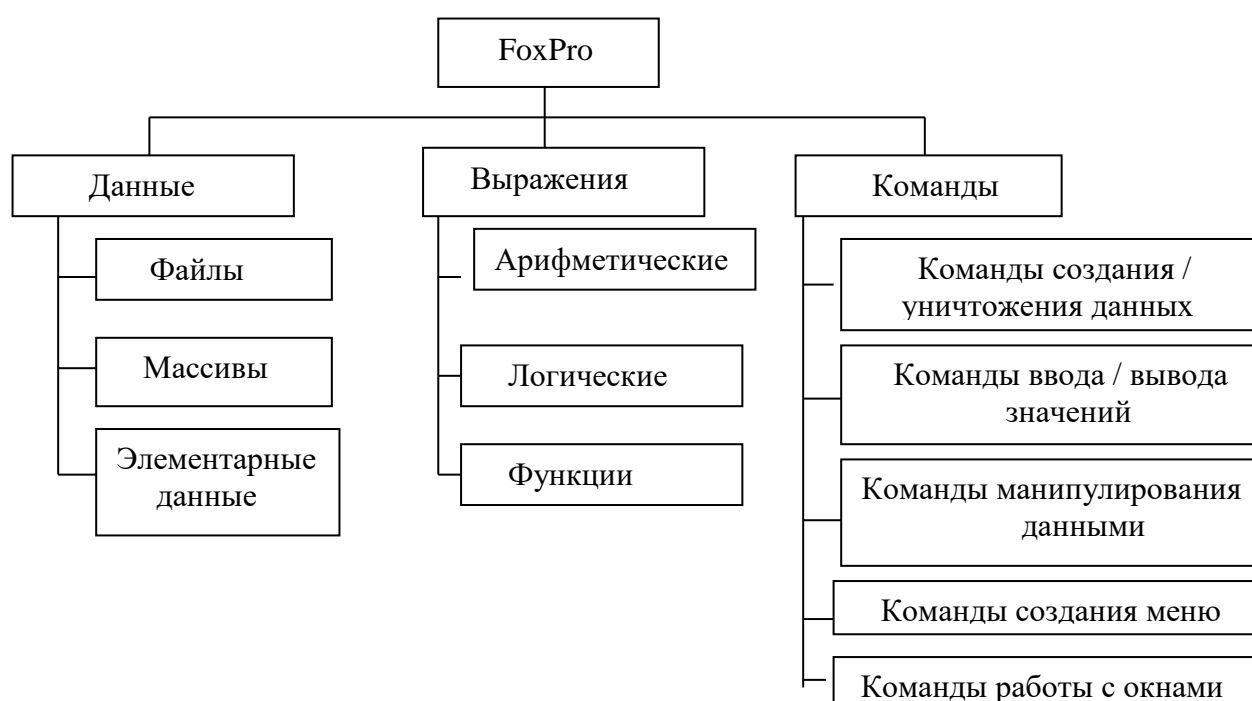 FoxPro
Данные
Файлы
Массивы
Элементарные
данные
Выражения
Арифметические
Логические
Функции
Команды
Команды создания /
уничтожения данных
Команды ввода / вывода
значений
Команды манипулирования
данными
Команды создания меню
Команды работы с окнами